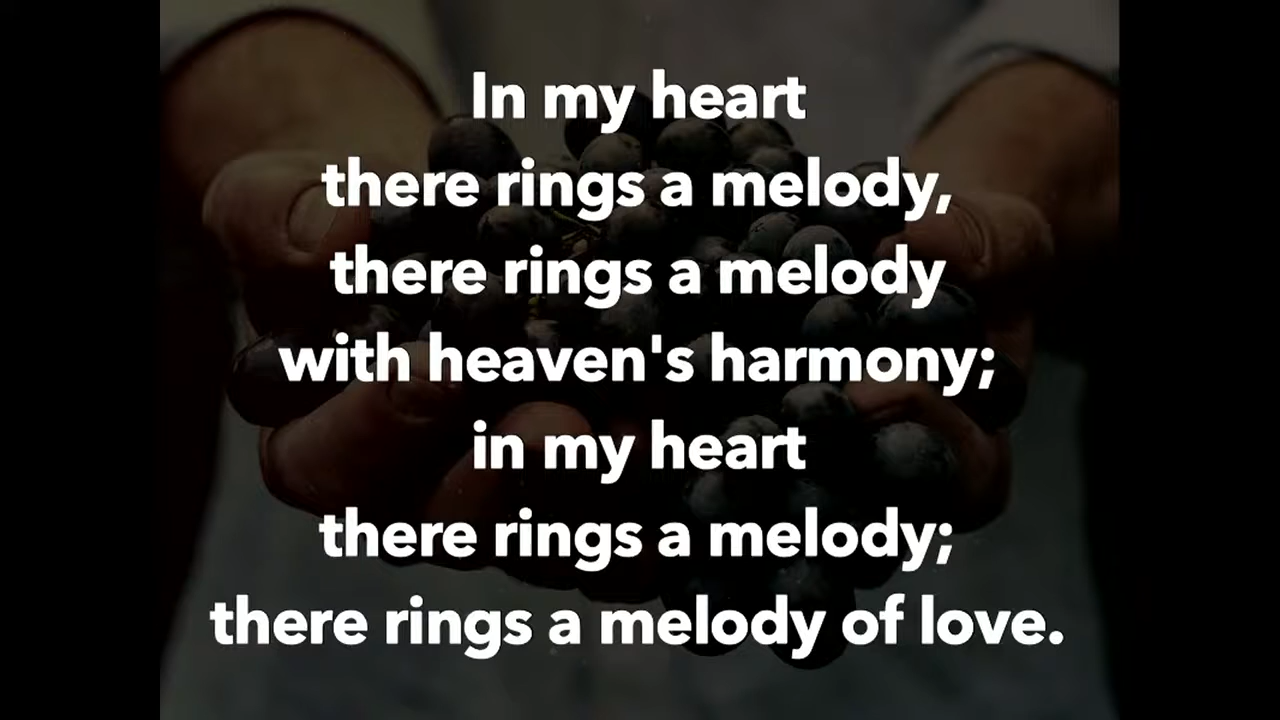 In my heart
there rings a melody,
there rings a melody
with heaven's harmony;
in my heart
there rings a melody;
there rings a melody of love.